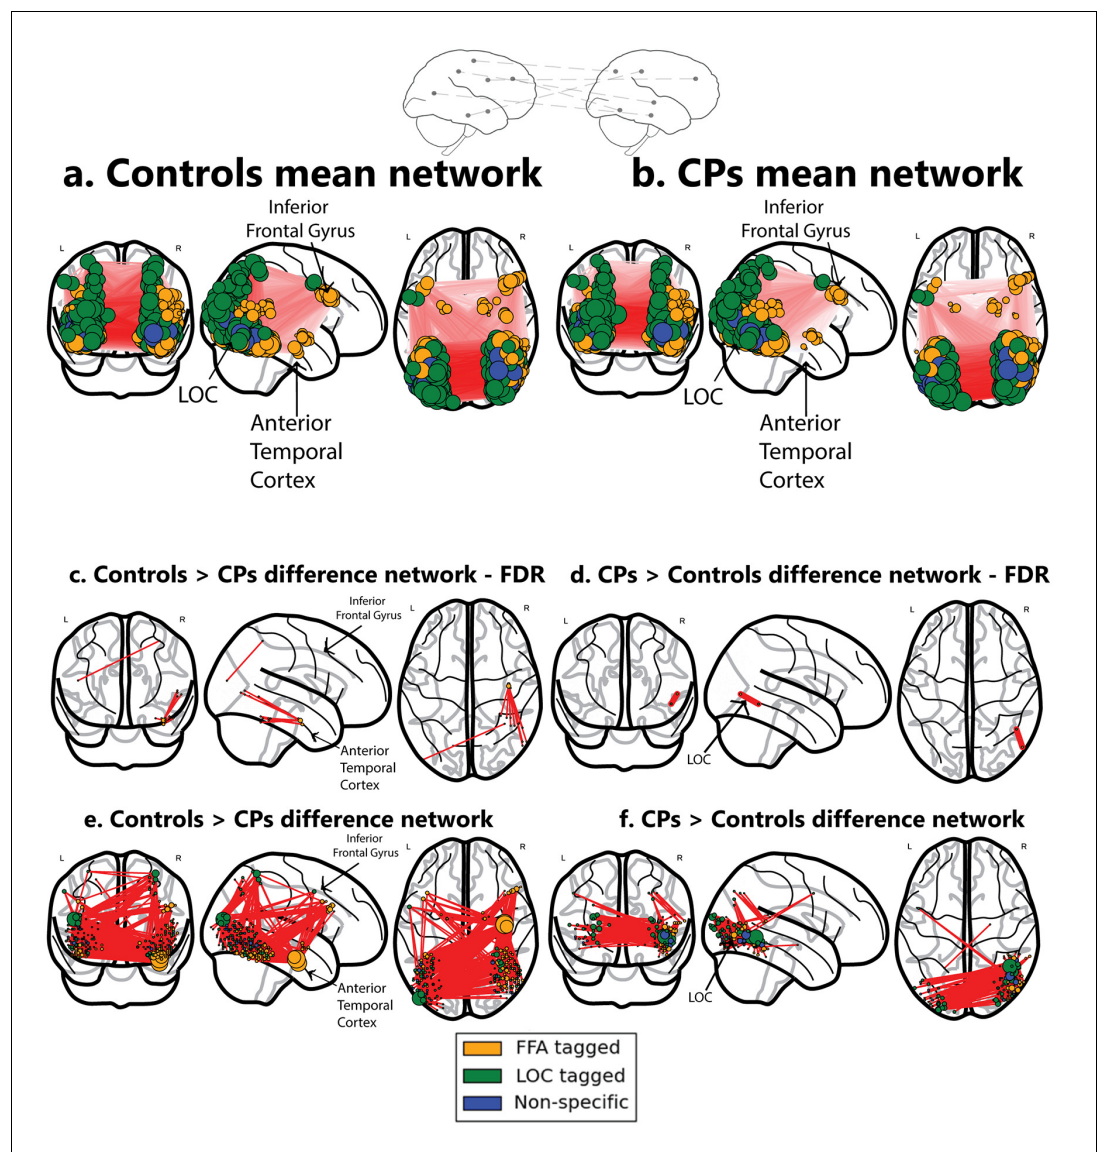 a. Controls mean network
b. CPs mean network
Inferior
Frontal Gyrus
L
R
L
R
LOC
Anterior
Temporal
Cortex
Inferior
Frontal Gyrus
L
R
L
R
LOC
Anterior
Temporal
Cortex
c. Controls > CPs difference network - FDR
d. CPs > Controls difference network - FDR
L
R
Inferior
Frontal Gyrus
L
R
Anterior
Temporal
Cortex
L
R
LOC
L
R
e. Controls > CPs difference network
f. CPs > Controls difference network
L
R
Inferior
Frontal Gyrus
L
R
Anterior
Temporal
Cortex
L
R
LOC
L
R
FFA tagged
LOC tagged
Non-specific